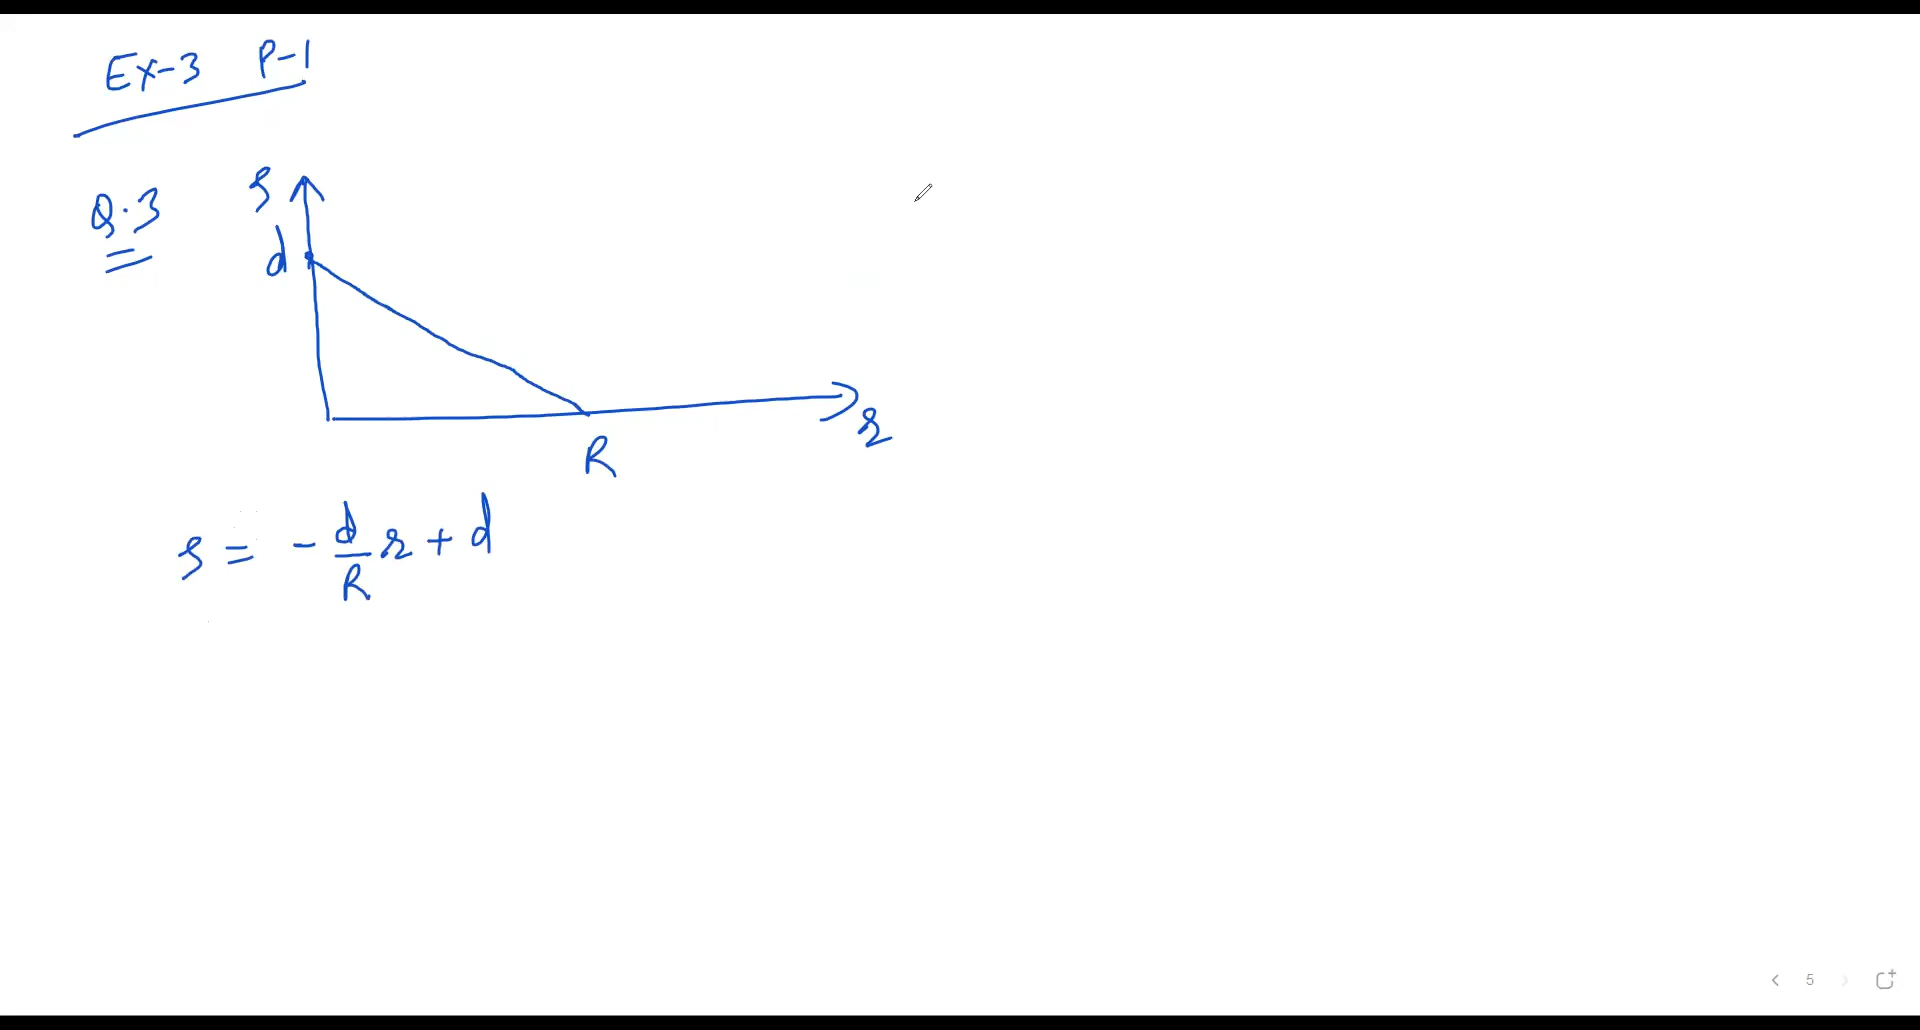 Ex-3 P-1
Q.3
ρ
d
r
R
ρ = - d/R r + d
5